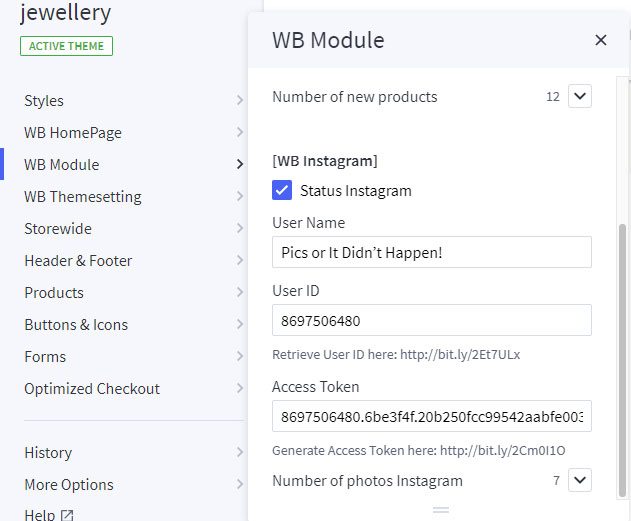 jewellery
ACTIVE THEME
Styles
WB HomePage
WB Module
WB Themesetting
Storewide
Header & Footer
Products
Buttons & Icons
Forms
Optimized Checkout
History
More Options
Help
WB Module
Number of new products 12
[WB Instagram]
Status Instagram
User Name
Pics or It Didn’t Happen!
User ID
8697506480
Retrieve User ID here: http://bit.ly/2Et7ULx
Access Token
8697506480.6be3f4f.20b250fcc99542aabfe003
Generate Access Token here: http://bit.ly/2Cm0I1O
Number of photos Instagram 7